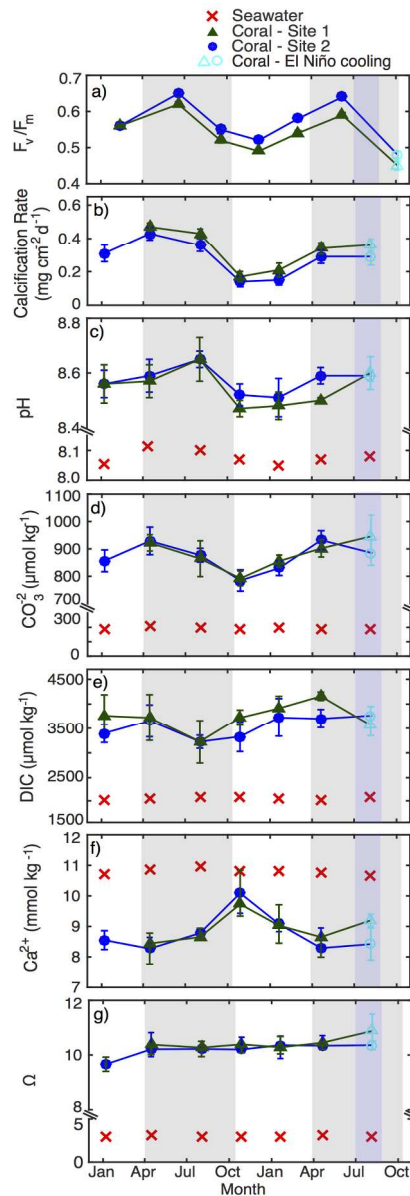 Seawater
Coral - Site 1
Coral - Site 2
Coral - El Niño cooling
a)
0.7
0.6
0.5
0.4
Fv/Fm
b)
0.6
0.4
0.2
0
Calcification Rate
(mg cm-2 d-1)
c)
8.8
8.6
8.4
8.1
8.0
pH
d)
1100
1000
900
800
700
300
0
CO3-2 (μmol kg-1)
e)
4500
3500
2500
1500
DIC
(μmol kg-1)
f)
12
11
10
9
8
7
6
Ca2+ (mmol kg-1)
g)
12
10
8
5
0
Ω
Jan Apr Jul Oct Jan Apr Jul Oct
Month